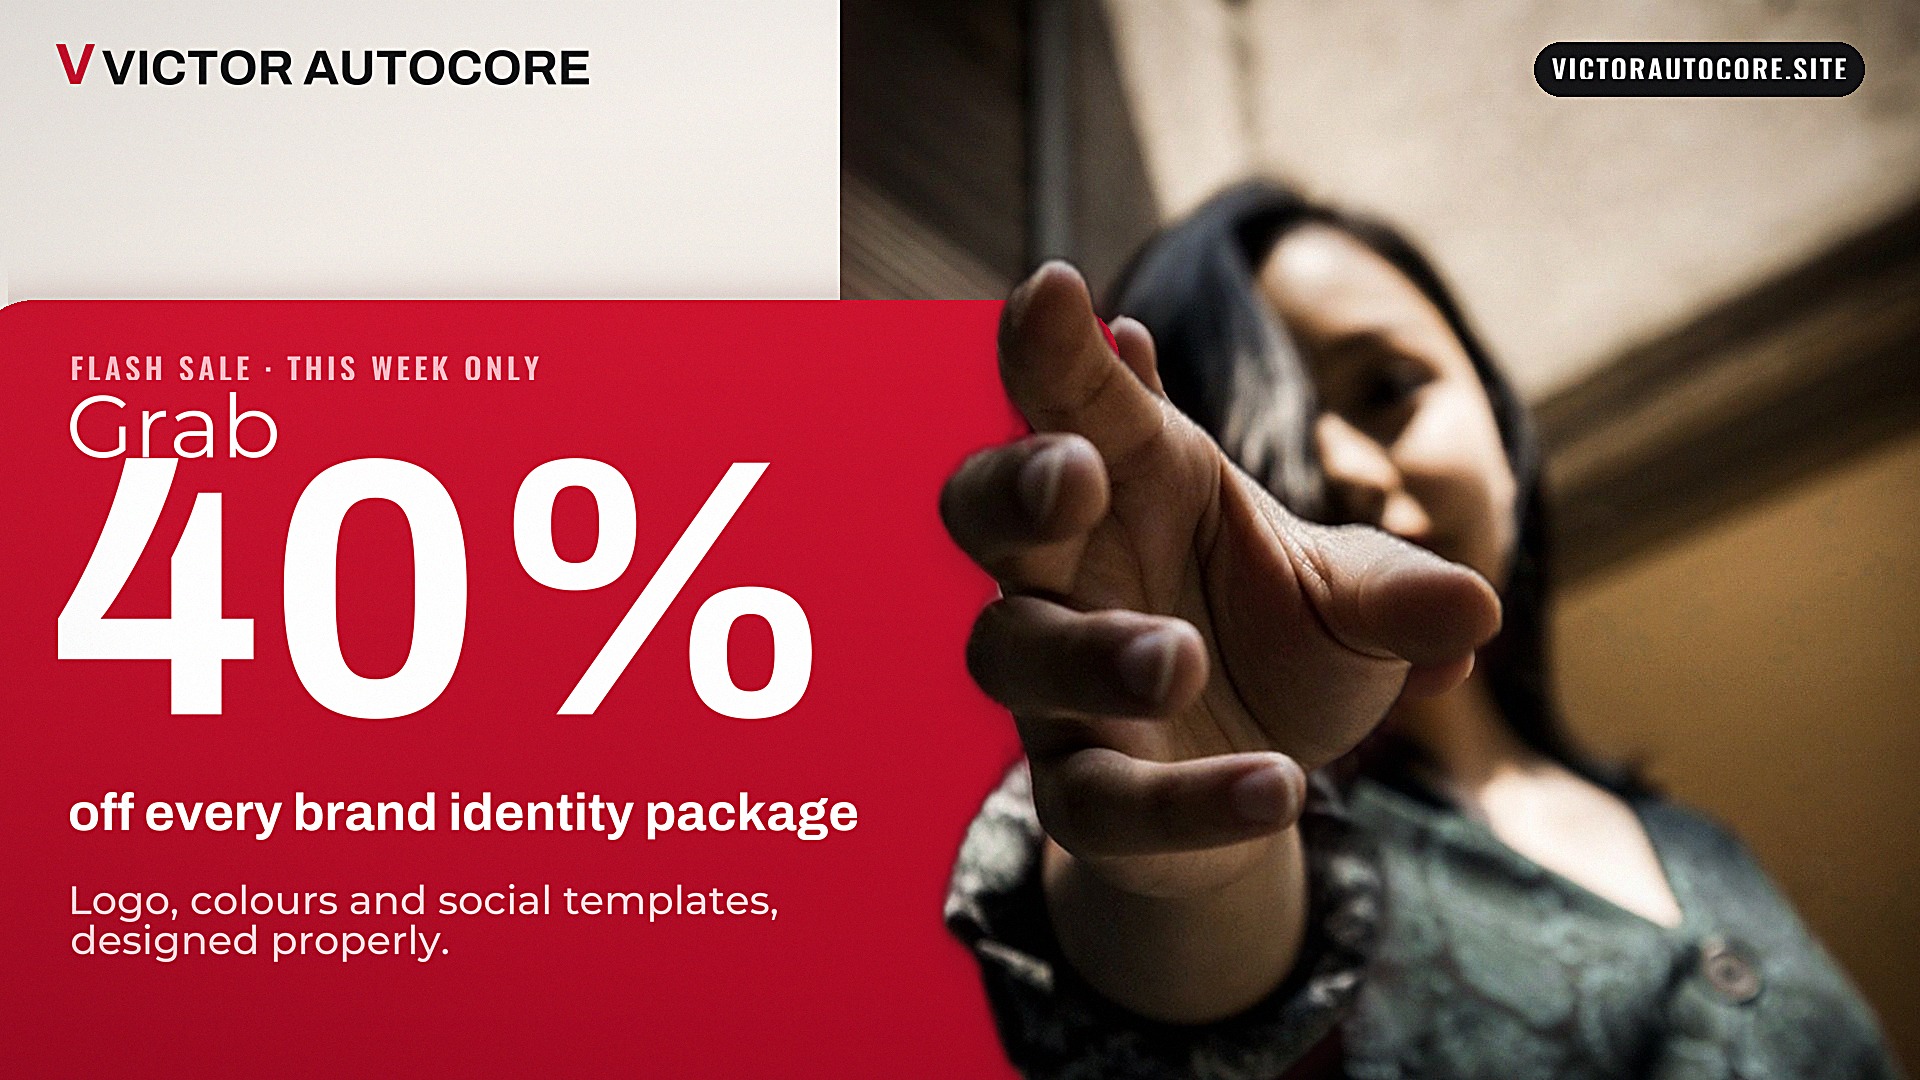 V VICTOR AUTOCORE
VICTORAUTOCORE.SITE
FLASH SALE · THIS WEEK ONLY
Grab
40%
off every brand identity package
Logo, colours and social templates,
designed properly.